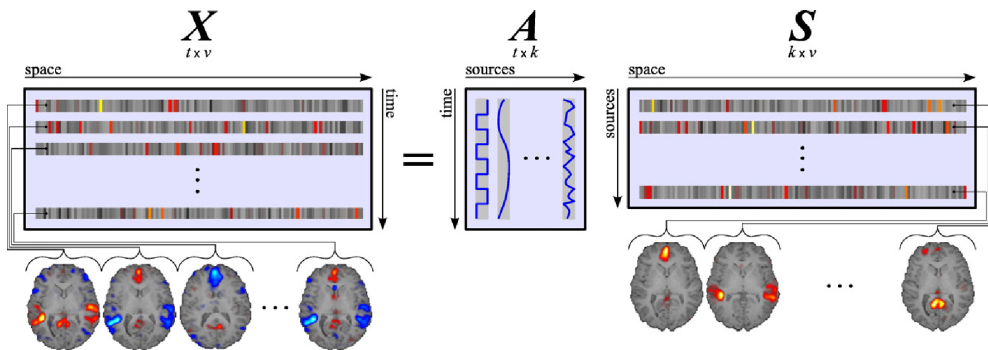 X
t x v
space
time
=
A
t x k
sources
time
S
k x v
space
sources